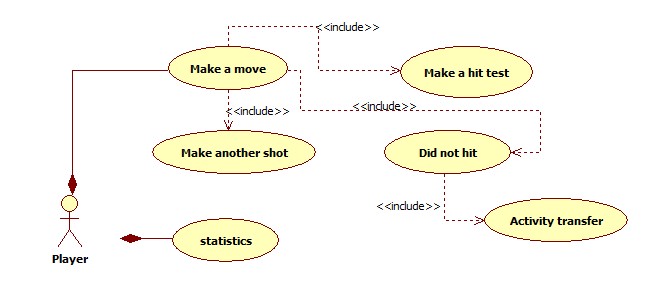 <<include>>
Make a move
Make a hit test
<<include>>
<<include>>
Make another shot
Did not hit
<<include>>
Activity transfer
statistics
Player